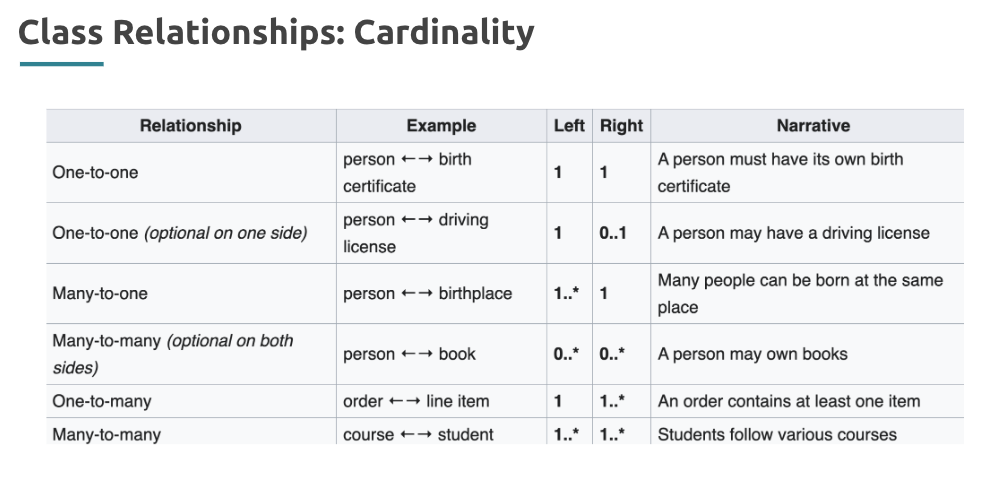 Class Relationships: Cardinality
Relationship Example Left Right Narrative
One-to-one person ←→ birth certificate 1 1 A person must have its own birth certificate
One-to-one (optional on one side) person ←→ driving license 1 0..1 A person may have a driving license
Many-to-one person ←→ birthplace 1..* 1 Many people can be born at the same place
Many-to-many (optional on both sides) person ←→ book 0..* 0..* A person may own books
One-to-many order ←→ line item 1 1..* An order contains at least one item
Many-to-many course ←→ student 1..* 1..* Students follow various courses